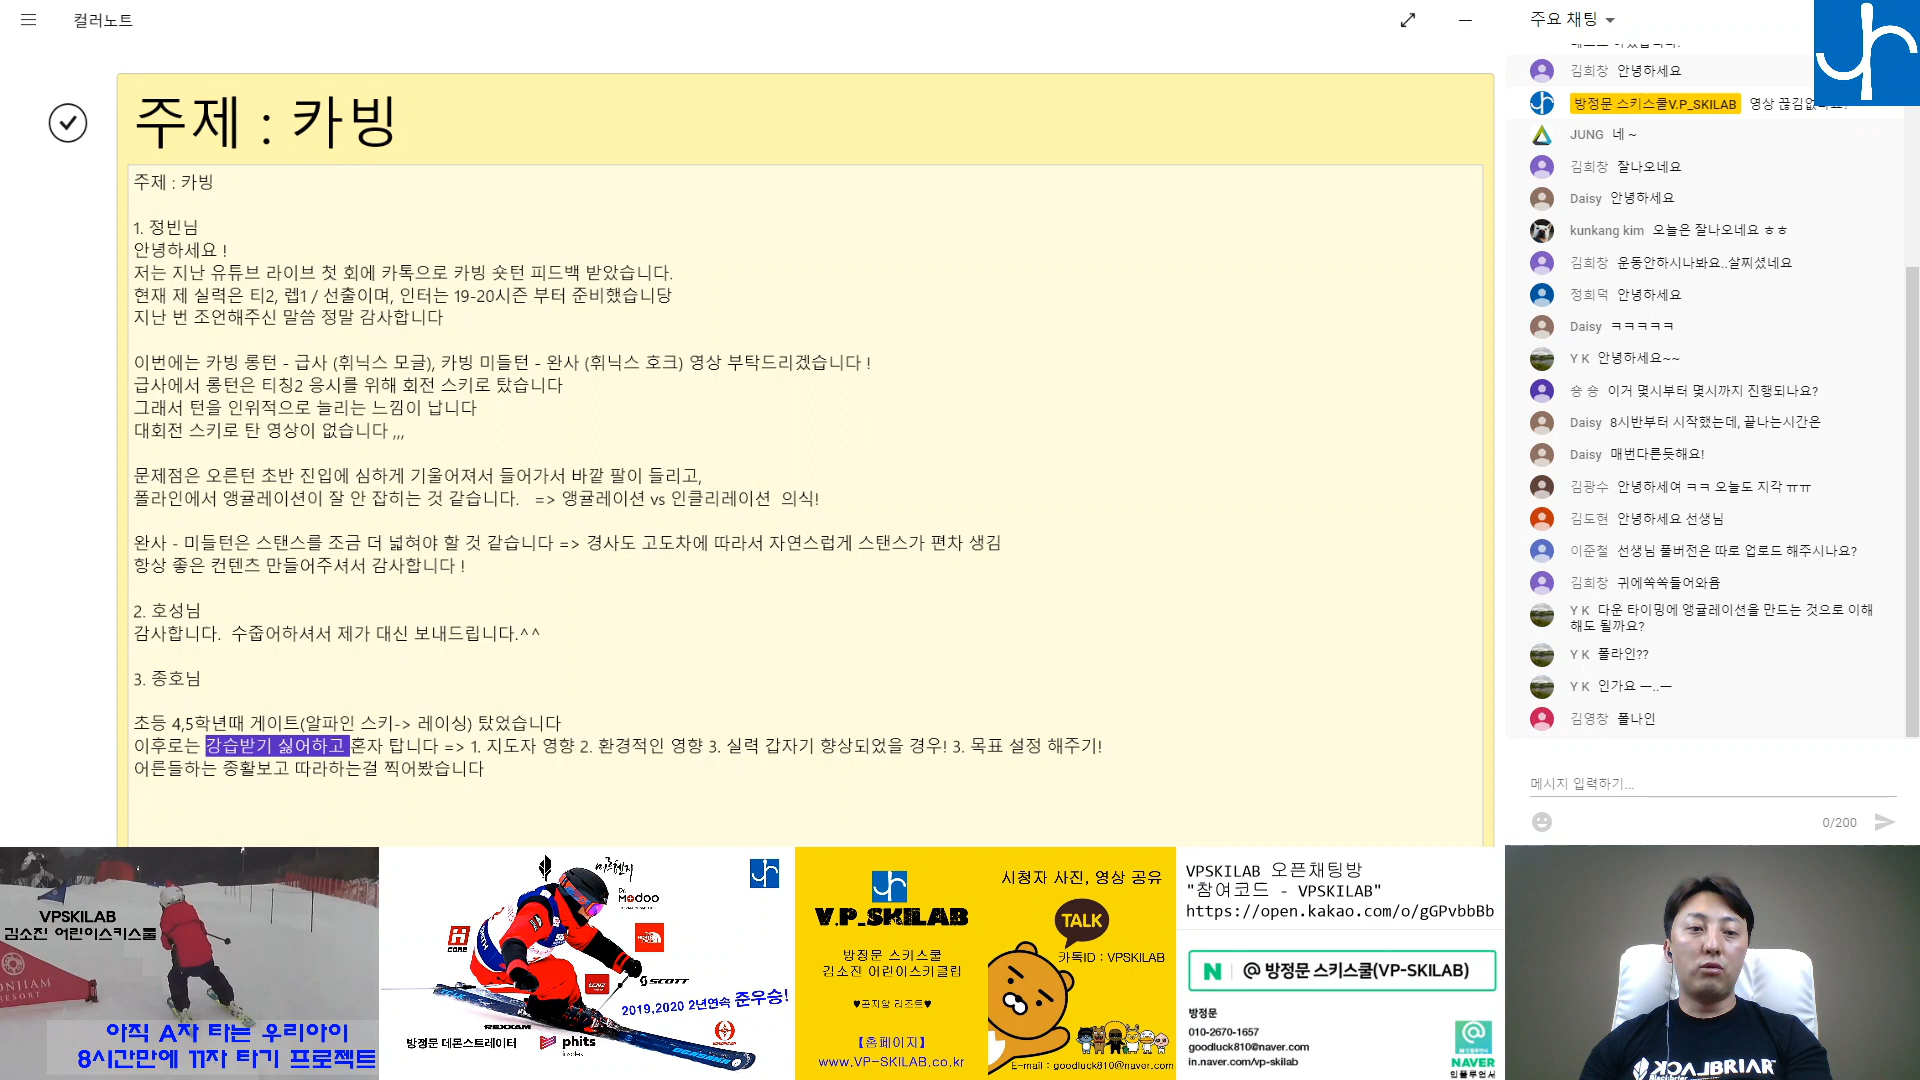 컬러노트
주제 : 카빙
주제 : 카빙
1. 정빈님
안녕하세요 !
저는 지난 유튜브 라이브 첫 회에 카톡으로 카빙 숏턴 피드백 받았습니다.
현재 제 실력은 티2, 렙1 / 선출이며, 인터는 19-20시즌 부터 준비했습니당
지난 번 조언해주신 말씀 정말 감사합니다
이번에는 카빙 롱턴 - 급사 (휘닉스 모글), 카빙 미들턴 - 완사 (휘닉스 호크) 영상 부탁드리겠습니다 !
급사에서 롱턴은 티칭2 응시를 위해 회전 스키로 탔습니다
그래서 턴을 인위적으로 늘리는 느낌이 납니다
대회전 스키로 탄 영상이 없습니다 ,,,
문제점은 오른턴 초반 진입에 심하게 기울어져서 들어가서 바깥 팔이 들리고,
폴라인에서 앵귤레이션이 잘 안 잡히는 것 같습니다.   => 앵귤레이션 vs 인클리레이션  의식!
완사 - 미들턴은 스탠스를 조금 더 넓혀야 할 것 같습니다 => 경사도 고도차에 따라서 자연스럽게 스탠스가 편차 생김
항상 좋은 컨텐츠 만들어주셔서 감사합니다 !
2. 호성님
감사합니다.  수줍어하셔서 제가 대신 보내드립니다.^^
3. 종호님
초등 4,5학년때 게이트(알파인 스키-> 레이싱) 탔었습니다
이후로는 강습받기 싫어하고 혼자 탑니다 => 1. 지도자 영향 2. 환경적인 영향 3. 실력 갑자기 향상되었을 경우! 3. 목표 설정 해주기!
어른들하는 종활보고 따라하는걸 찍어봤습니다
주요 채팅
김희창 안녕하세요
방정문 스키스쿨V.P_SKILAB 영상 끊김없
JUNG 네 ~
김희창 잘나오네요
Daisy 안녕하세요
kunkang kim 오늘은 잘나오네요 ㅎㅎ
김희창 운동안하시나봐요..살찌셨네요
정희덕 안녕하세요
Daisy ㅋㅋㅋㅋㅋ
Y K 안녕하세요~~
숑 숑 이거 몇시부터 몇시까지 진행되나요?
Daisy 8시반부터 시작했는데, 끝나는시간은
Daisy 매번다른듯해요!
김광수 안녕하세여 ㅋㅋ 오늘도 지각 ㅠㅠ
김도현 안녕하세요 선생님
이준철 선생님 풀버전은 따로 업로드 해주시나요?
김희창 귀에쏙쏙들어와욤
Y K 다운 타이밍에 앵귤레이션을 만드는 것으로 이해
해도 될까요?
Y K 폴라인??
Y K 인가요 ㅡ..ㅡ
김영창 폴나인
메시지 입력하기...
0/200
VPSKILAB
김소진 어린이스키스쿨
ONJIAM
RESORT
아직 A자 타는 우리아이
8시간만에 11자 타기 프로젝트
Dr.
Modoo
CORE
SCOTT
2019,2020 2년연속 준우승!
REXXAM
방정문 데몬스트레이터
phits
V.P_SKILAB
방정문 스키스쿨
김소진 어린이스키클럽
♥곤지암 리조트♥
【홈페이지】
www.VP-SKILAB.co.kr
시청자 사진, 영상 공유
TALK
카톡ID : VPSKILAB
E-mail : goodluck810@naver.com
VPSKILAB 오픈채팅방
"참여코드 - VPSKILAB"
https://open.kakao.com/o/gGPvbbBb
N @ 방정문 스키스쿨(VP-SKILAB)
방정문
010-2670-1657
goodluck810@naver.com
in.naver.com/vp-skilab
NAVER
인플루언서